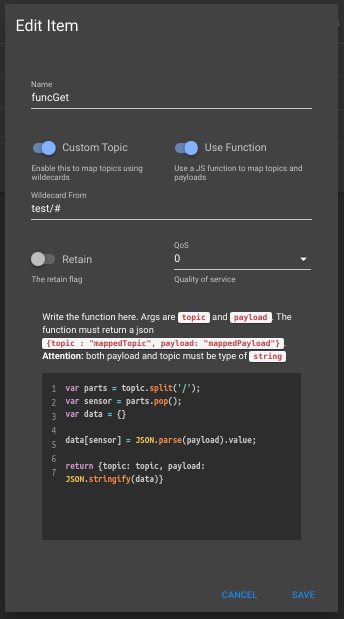 Edit Item
Name
funcGet
Custom Topic
Use Function
Enable this to map topics using
wildecards
Use a JS function to map topics and
payloads
Wildecard From
test/#
Retain
QoS
0
The retain flag
Quality of service
Write the function here. Args are topic and payload. The
function must return a json
{topic : "mappedTopic", payload: "mappedPayload"}.
Attention: both payload and topic must be type of string
1 var parts = topic.split('/');
2 var sensor = parts.pop();
3 var data = {}
4
5 data[sensor] = JSON.parse(payload).value;
6
7 return {topic: topic, payload:
JSON.stringify(data)}
CANCEL
SAVE